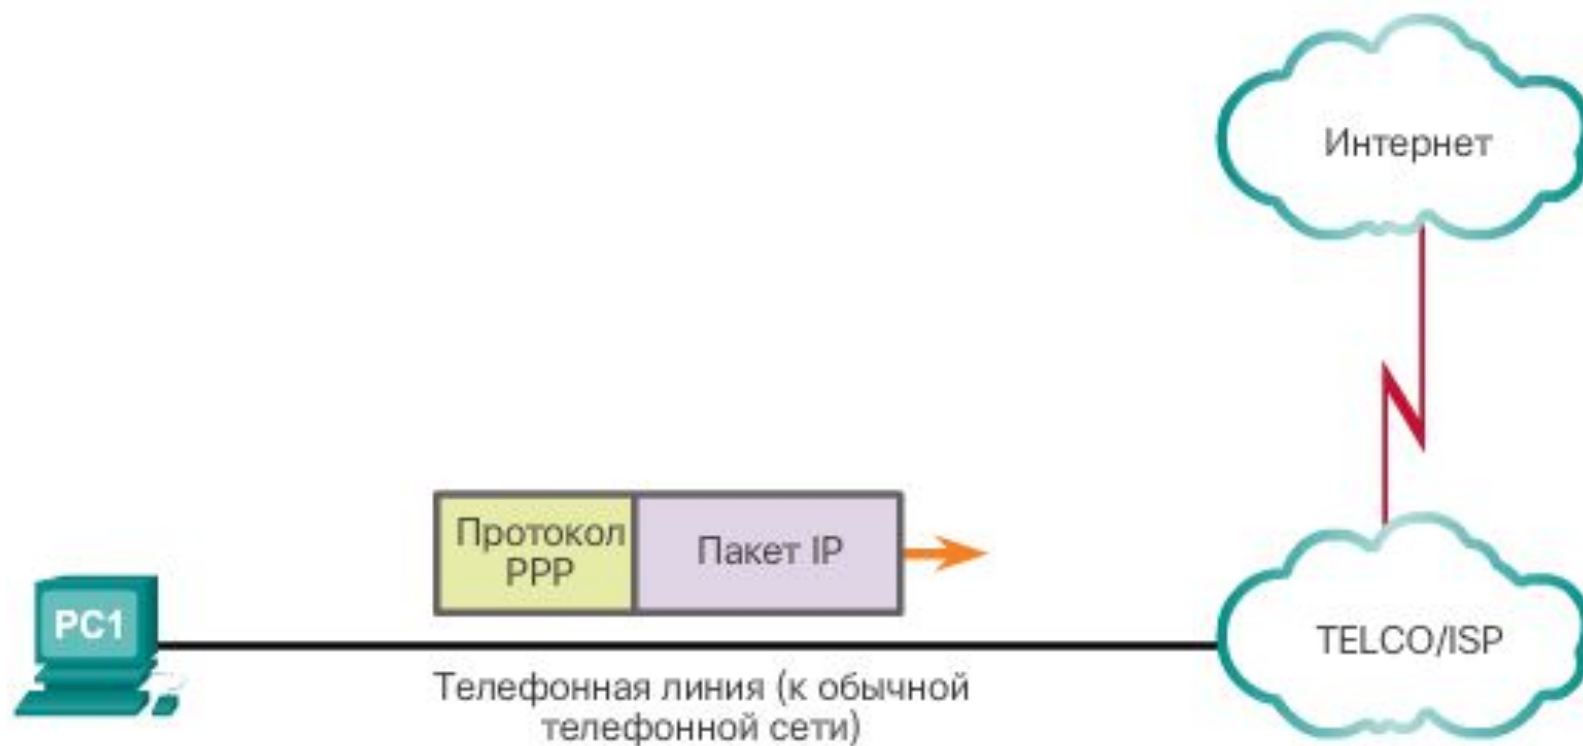 Интернет
Протокол
PPP
Пакет IP
PC1
TELCO/ISP
Телефонная линия (к обычной
телефонной сети)